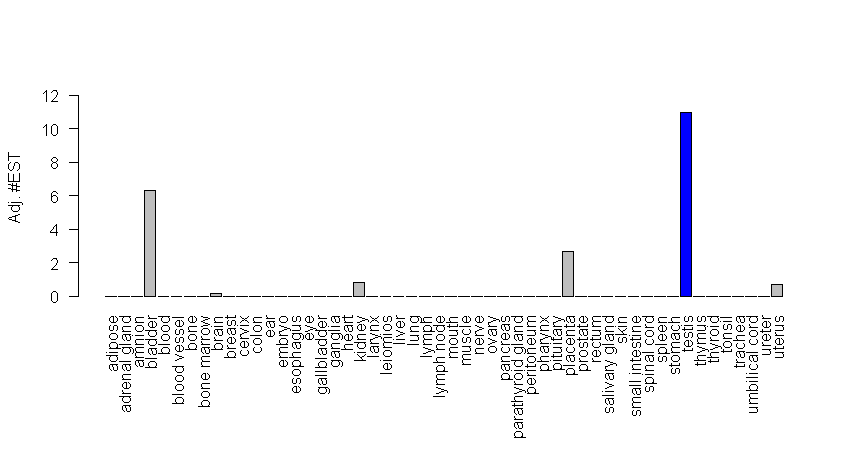 Adj. #EST
12
10
8
6
4
2
0
adipose
adrenal gland
amnion
bladder
blood
blood vessel
bone
bone marrow
brain
breast
cervix
colon
ear
embryo
esophagus
eye
gallbladder
ganglia
heart
kidney
larynx
leiomios
liver
lung
lymph
lymph node
mouth
muscle
nerve
ovary
pancreas
parathyroid gland
peritoneum
pharynx
pituitary
placenta
prostate
rectum
salivary gland
skin
small intestine
spinal cord
spleen
stomach
testis
thymus
thyroid
tonsil
trachea
umbilical cord
ureter
uterus